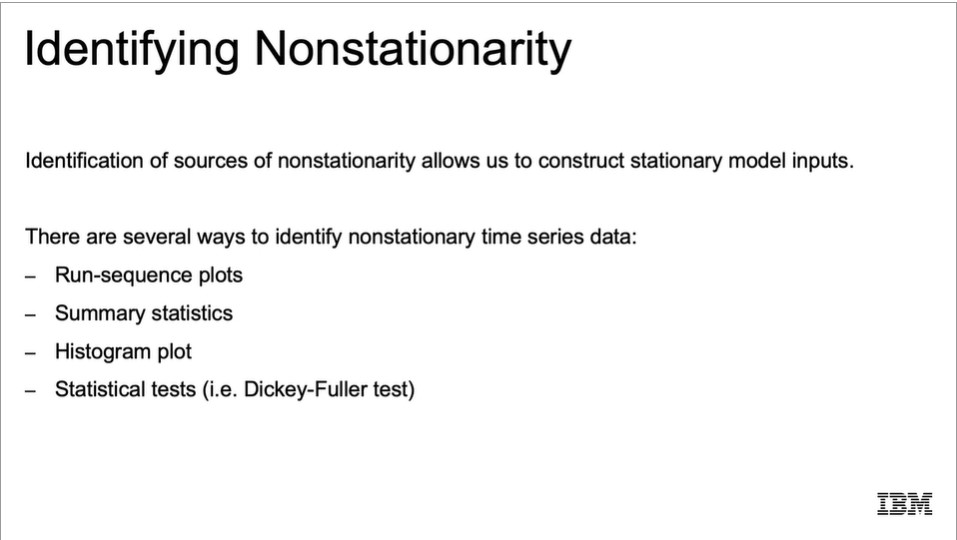 Identifying Nonstationarity
Identification of sources of nonstationarity allows us to construct stationary model inputs.
There are several ways to identify nonstationary time series data:
– Run-sequence plots
– Summary statistics
– Histogram plot
– Statistical tests (i.e. Dickey-Fuller test)
IBM